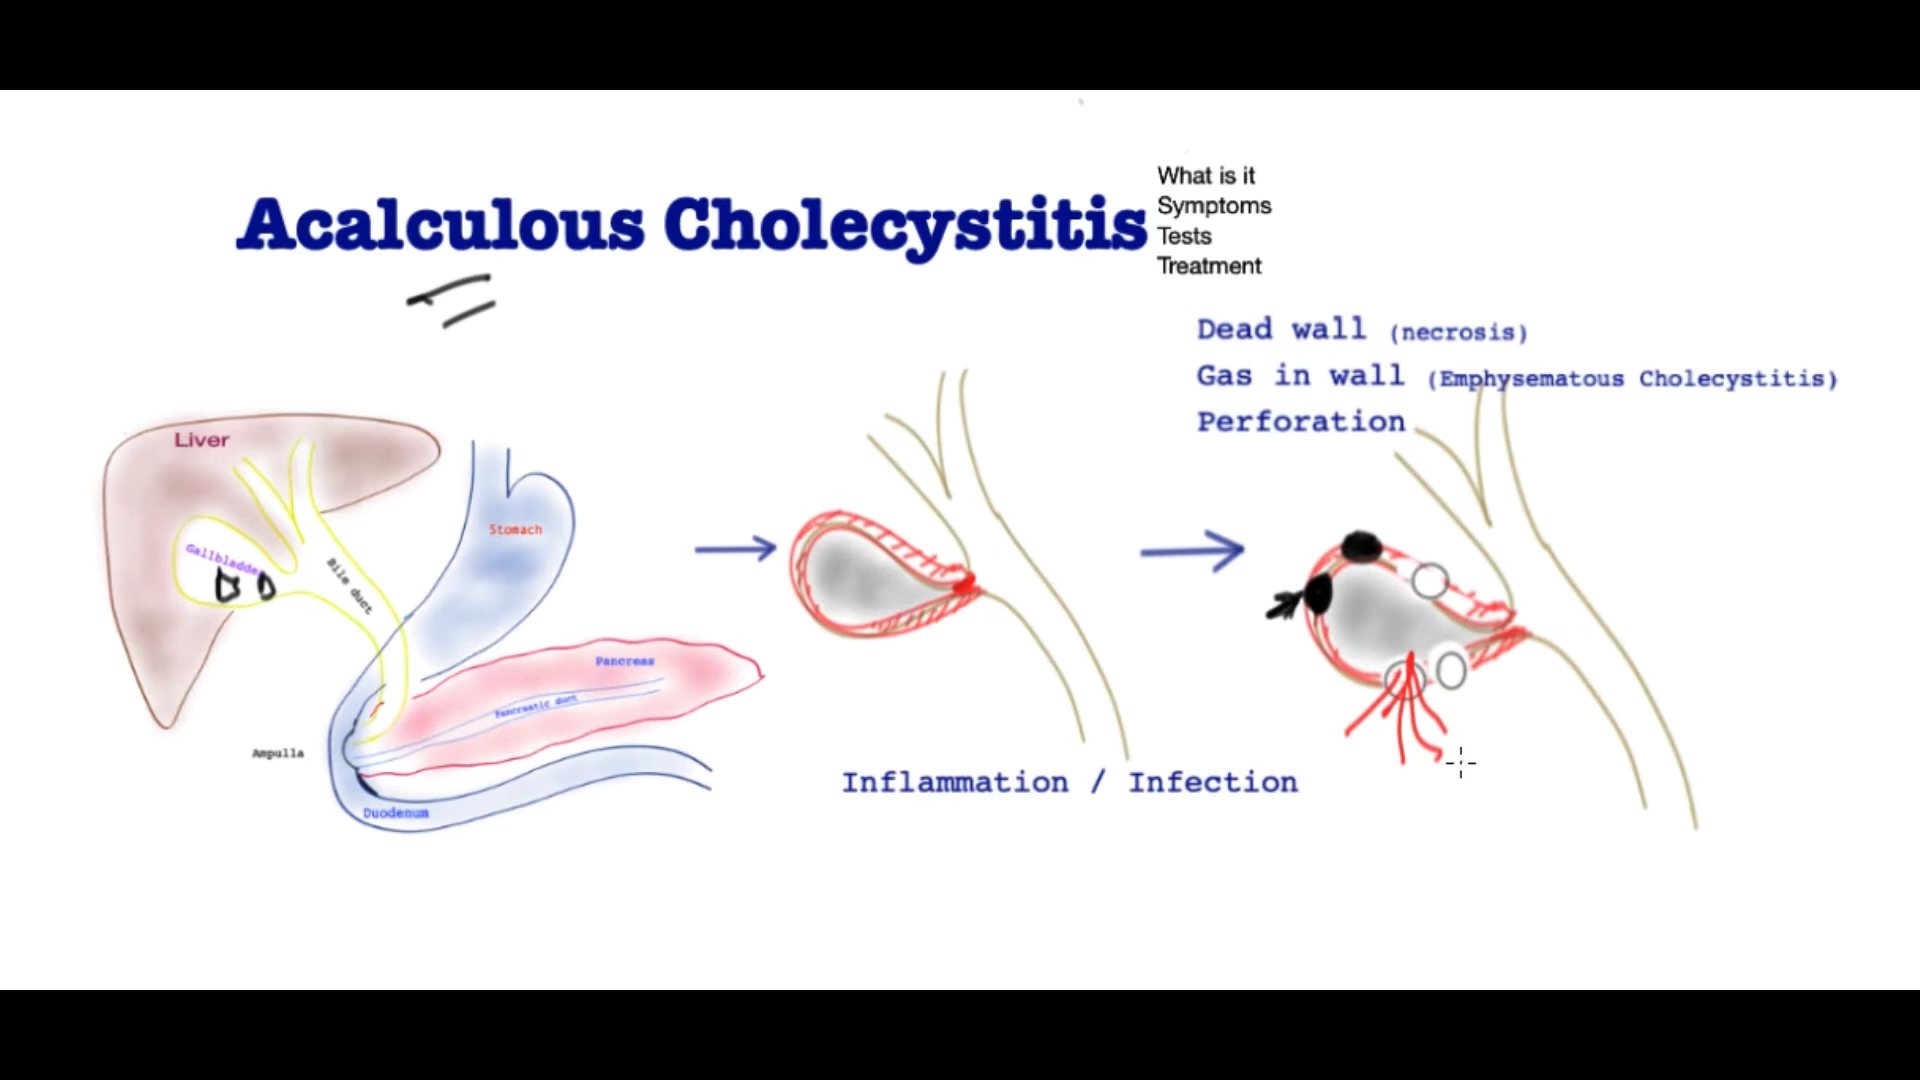 Acalculous Cholecystitis
What is it
Symptoms
Tests
Treatment
Dead wall (necrosis)
Gas in wall (Emphysematous Cholecystitis)
Perforation
Liver
Gallbladder
Bile duct
Stomach
Pancreas
Pancreatic duct
Ampulla
Duodenum
Inflammation / Infection